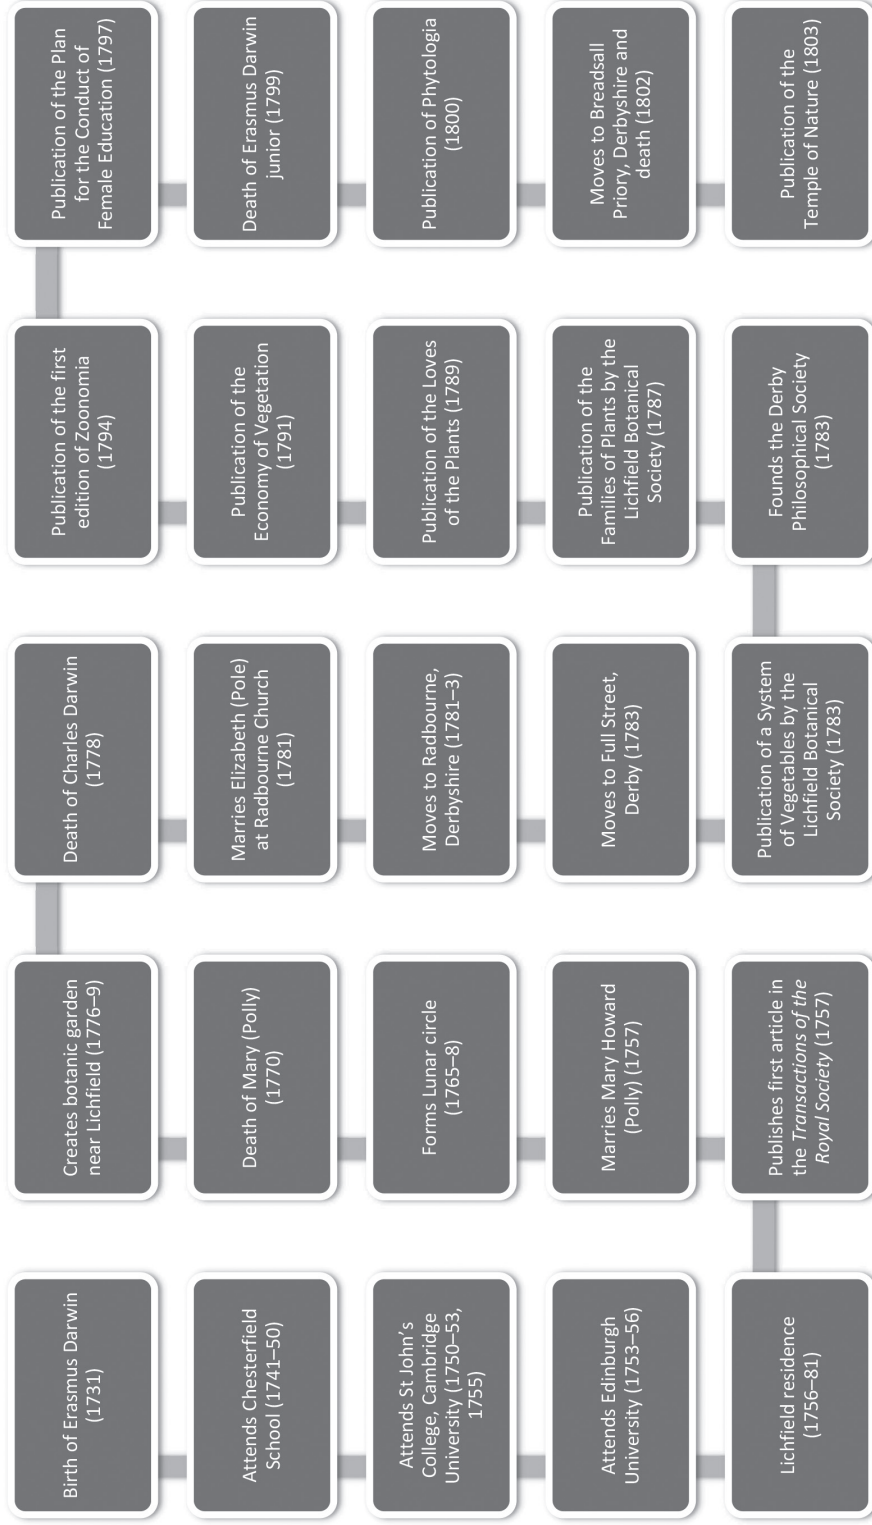 Birth of Erasmus Darwin
(1731)
Attends Chesterfield
School (1741–50)
Attends St John’s
College, Cambridge
University (1750–53,
1755)
Attends Edinburgh
University (1753–56)
Lichfield residence
(1756–81)
Publishes first article in
the Transactions of the
Royal Society (1757)
Marries Mary Howard
(Polly) (1757)
Forms Lunar circle
(1765–8)
Death of Mary (Polly)
(1770)
Creates botanic garden
near Lichfield (1776–9)
Death of Charles Darwin
(1778)
Marries Elizabeth (Pole)
at Radbourne Church
(1781)
Moves to Radbourne,
Derbyshire (1781–3)
Moves to Full Street,
Derby (1783)
Publication of a System
of Vegetables by the
Lichfield Botanical
Society (1783)
Founds the Derby
Philosophical Society
(1783)
Publication of the
Families of Plants by the
Lichfield Botanical
Society (1787)
Publication of the Loves
of the Plants (1789)
Publication of the
Economy of Vegetation
(1791)
Publication of the first
edition of Zoonomia
(1794)
Publication of the Plan
for the Conduct of
Female Education (1797)
Death of Erasmus Darwin
junior (1799)
Publication of Phytologia
(1800)
Moves to Breadsall
Priory, Derbyshire and
death (1802)
Publication of the
Temple of Nature (1803)